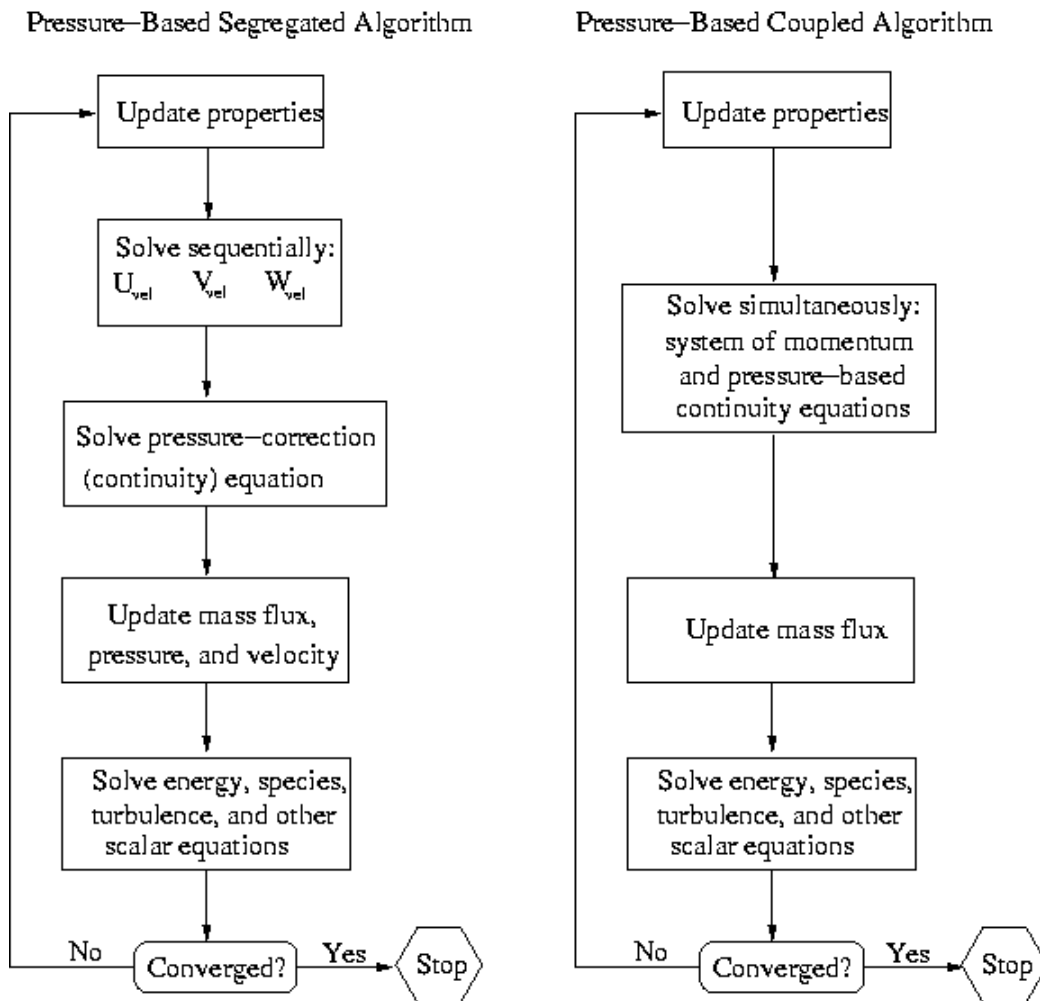 Pressure–Based Segregated Algorithm
Update properties
Solve sequentially:
U_vel V_vel W_vel
Solve pressure–correction
(continuity) equation
Update mass flux,
pressure, and velocity
Solve energy, species,
turbulence, and other
scalar equations
No
Converged?
Yes
Stop
Pressure–Based Coupled Algorithm
Update properties
Solve simultaneously:
system of momentum
and pressure–based
continuity equations
Update mass flux
Solve energy, species,
turbulence, and other
scalar equations
No
Converged?
Yes
Stop